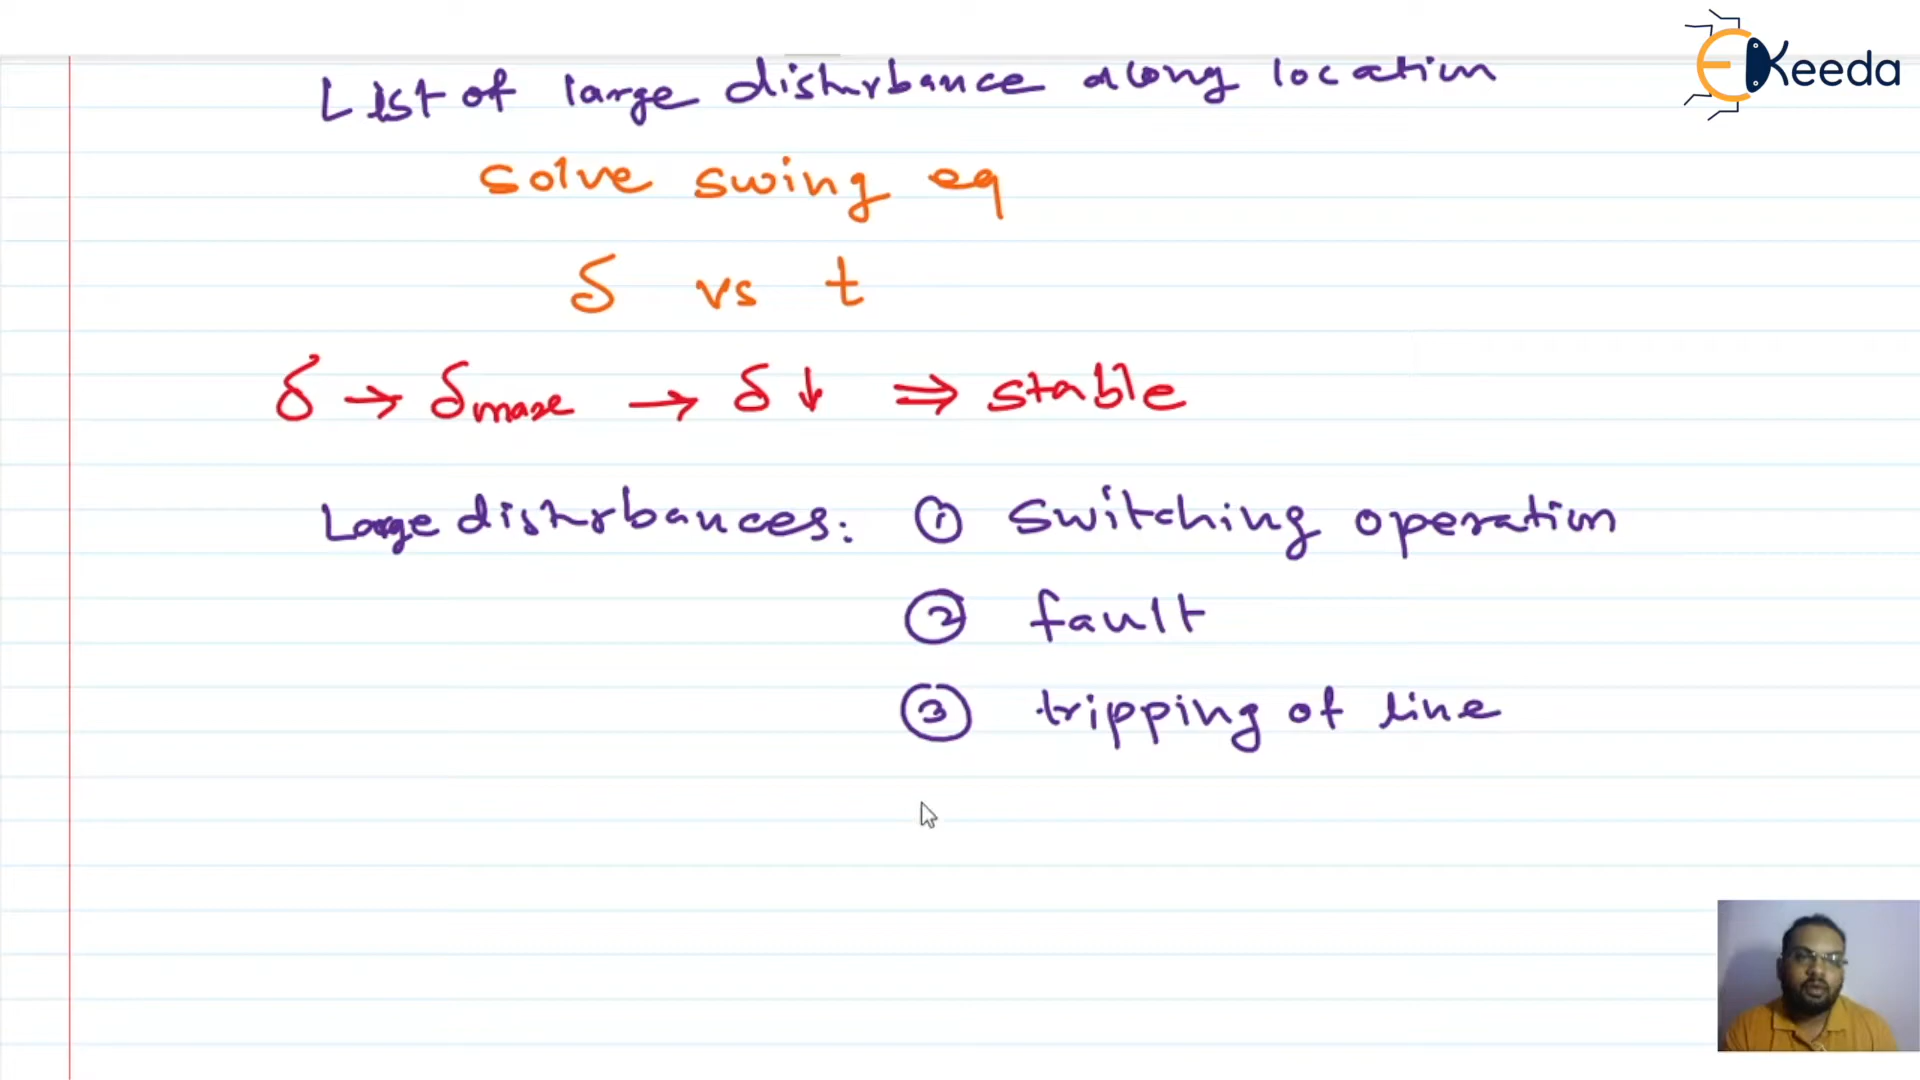 EKeeda
List of large disturbance along location
solve swing eq
δ vs t
δ → δmax → δ ↓ ⇒ stable
Large disturbances: ① switching operation
② fault
③ tripping of line